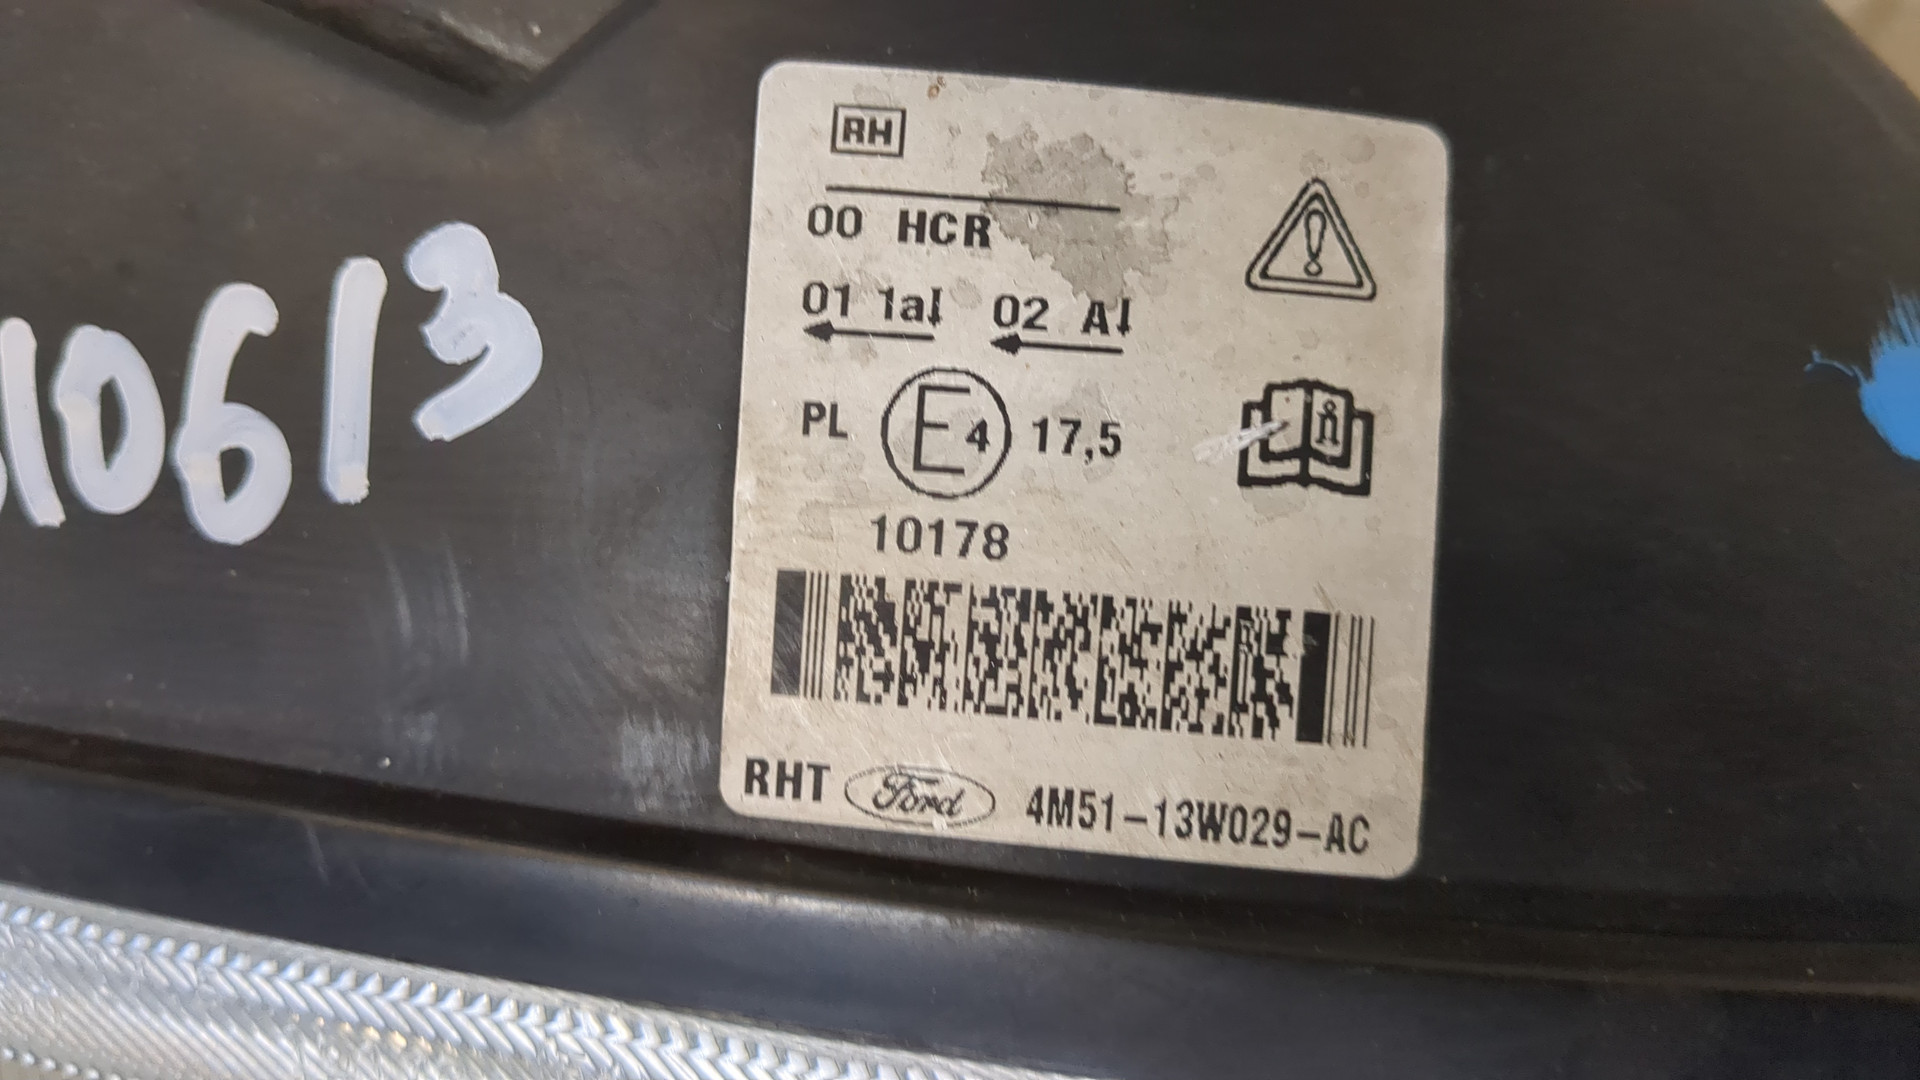 RH
00 HCR
01 1a 02 A
PL E4 17,5
10178
RHT Ford 4M51-13W029-AC
10613